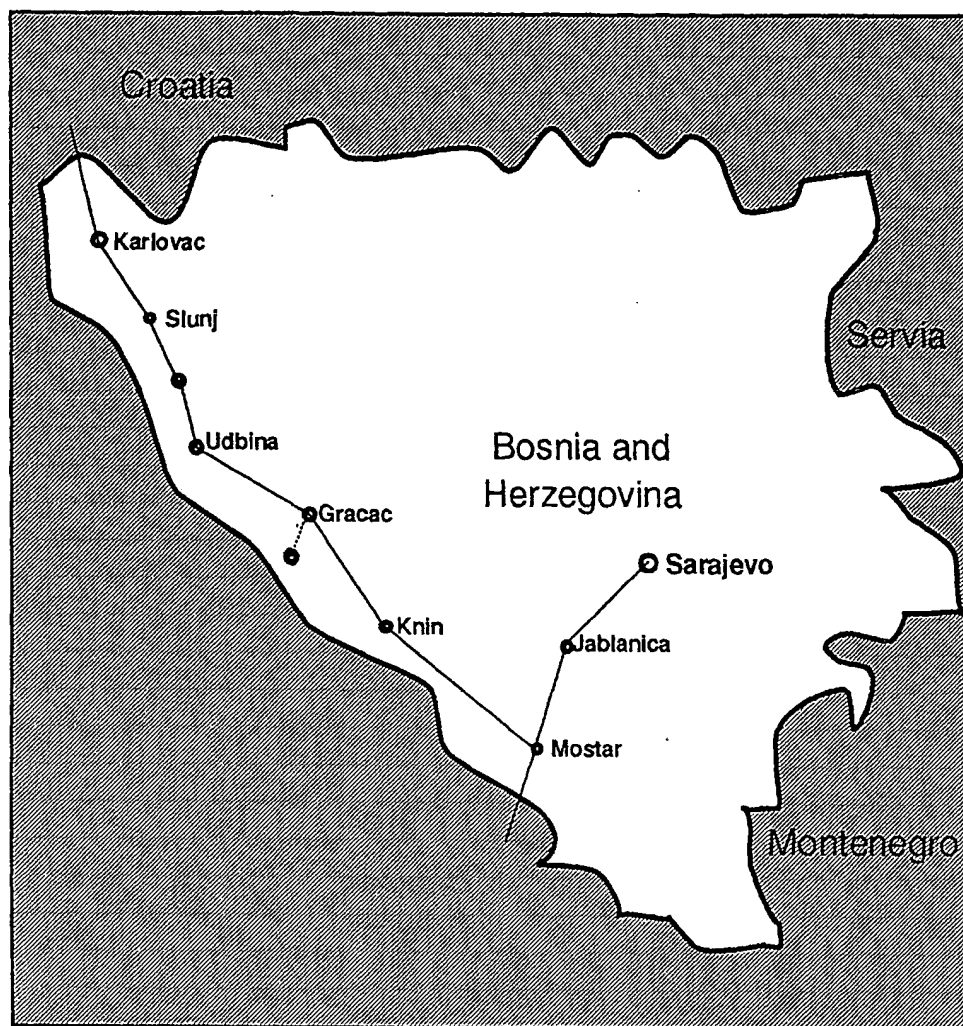 Croatia
Karlovac
Slunj
Servia
Udbina
Bosnia and
Herzegovina
Gracac
Sarajevo
Knin
Jablanica
Mostar
Montenegro